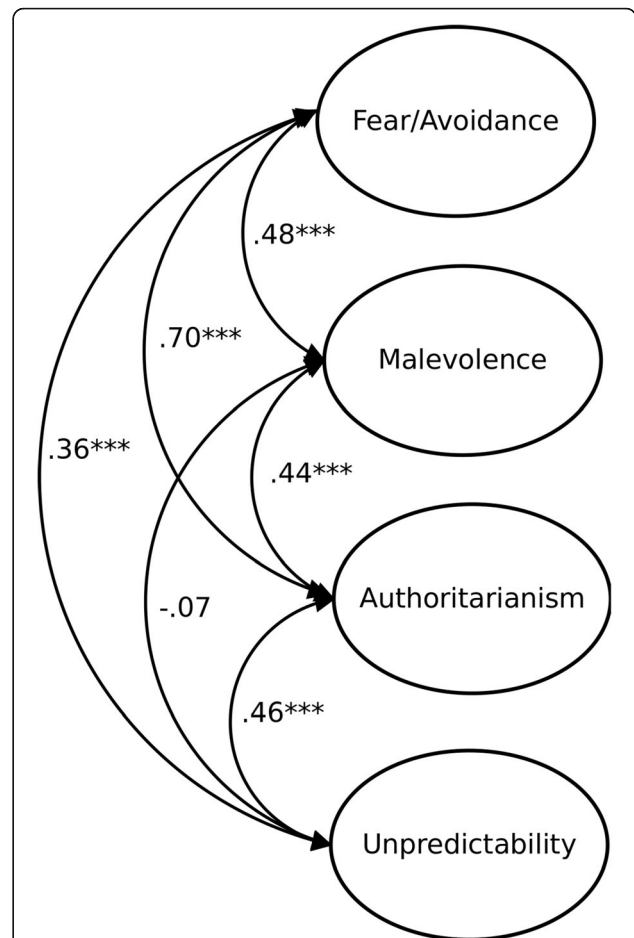 Fear/Avoidance
.48***
.70***
Malevolence
.36***
.44***
Authoritarianism
-.07
.46***
Unpredictability